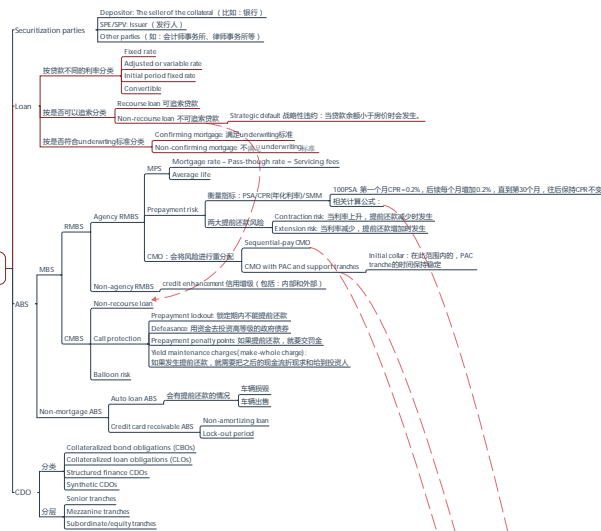 Securitization parties
Depositor: The seller of the collateral （比如：银行）
SPE/SPV: Issuer（发行人）
Other parties（如：会计师事务所、律师事务所等）
Loan
按贷款不同的利率分类
Fixed rate
Adjusted or variable rate
Initial period fixed rate
Convertible
按是否可以追索分类
Recourse loan 可追索贷款
Non-recourse loan 不可追索贷款
Strategic default 战略性违约：当贷款余额小于房价时会发生。
按是否符合underwriting标准分类
Confirming mortgage 满足underwriting标准
Non-confirming mortgage 不满足underwriting标准
ABS
MBS
RMBS
Agency RMBS
MPS
Mortgage rate – Pass-though rate = Servicing fees
Average life
Prepayment risk
衡量指标：PSA/CPR(年化利率)/SMM
100PSA 第一个月CPR=0.2%，后续每个月增加0.2%，直到第30个月，往后保持CPR不变
相关计算公式：
两大提前还款风险
Contraction risk: 当利率上升，提前还款减少时发生
Extension risk: 当利率减少，提前还款增加时发生
CMO：会将风险进行重分配
Sequential-pay CMO
CMO with PAC and support tranches
Initial collar：在此范围内的，PAC
tranche的时间保持稳定
Non-agency RMBS
credit enhancement 信用增级（包括：内部和外部）
CMBS
Non-recourse loan
Call protection
Prepayment lockout: 锁定期内不能提前还款
Defeasance: 用资金去投资高等级的政府债券
Prepayment penalty points: 如果提前还款，就要交罚金
Yield maintenance charges(make-whole charge):
如果发生提前还款，就需要把之后的现金流折现求和给到投资人
Balloon risk
Non-mortgage ABS
Auto loan ABS
会有提前还款的情况
车辆损毁
车辆出售
Credit card receivable ABS
Non-amortizing loan
Lock-out period
CDO
分类
Collateralized bond obligations (CBOs)
Collateralized loan obligations (CLOs)
Structured finance CDOs
Synthetic CDOs
分层
Senior tranches
Mezzanine tranches
Subordinate/equity tranches